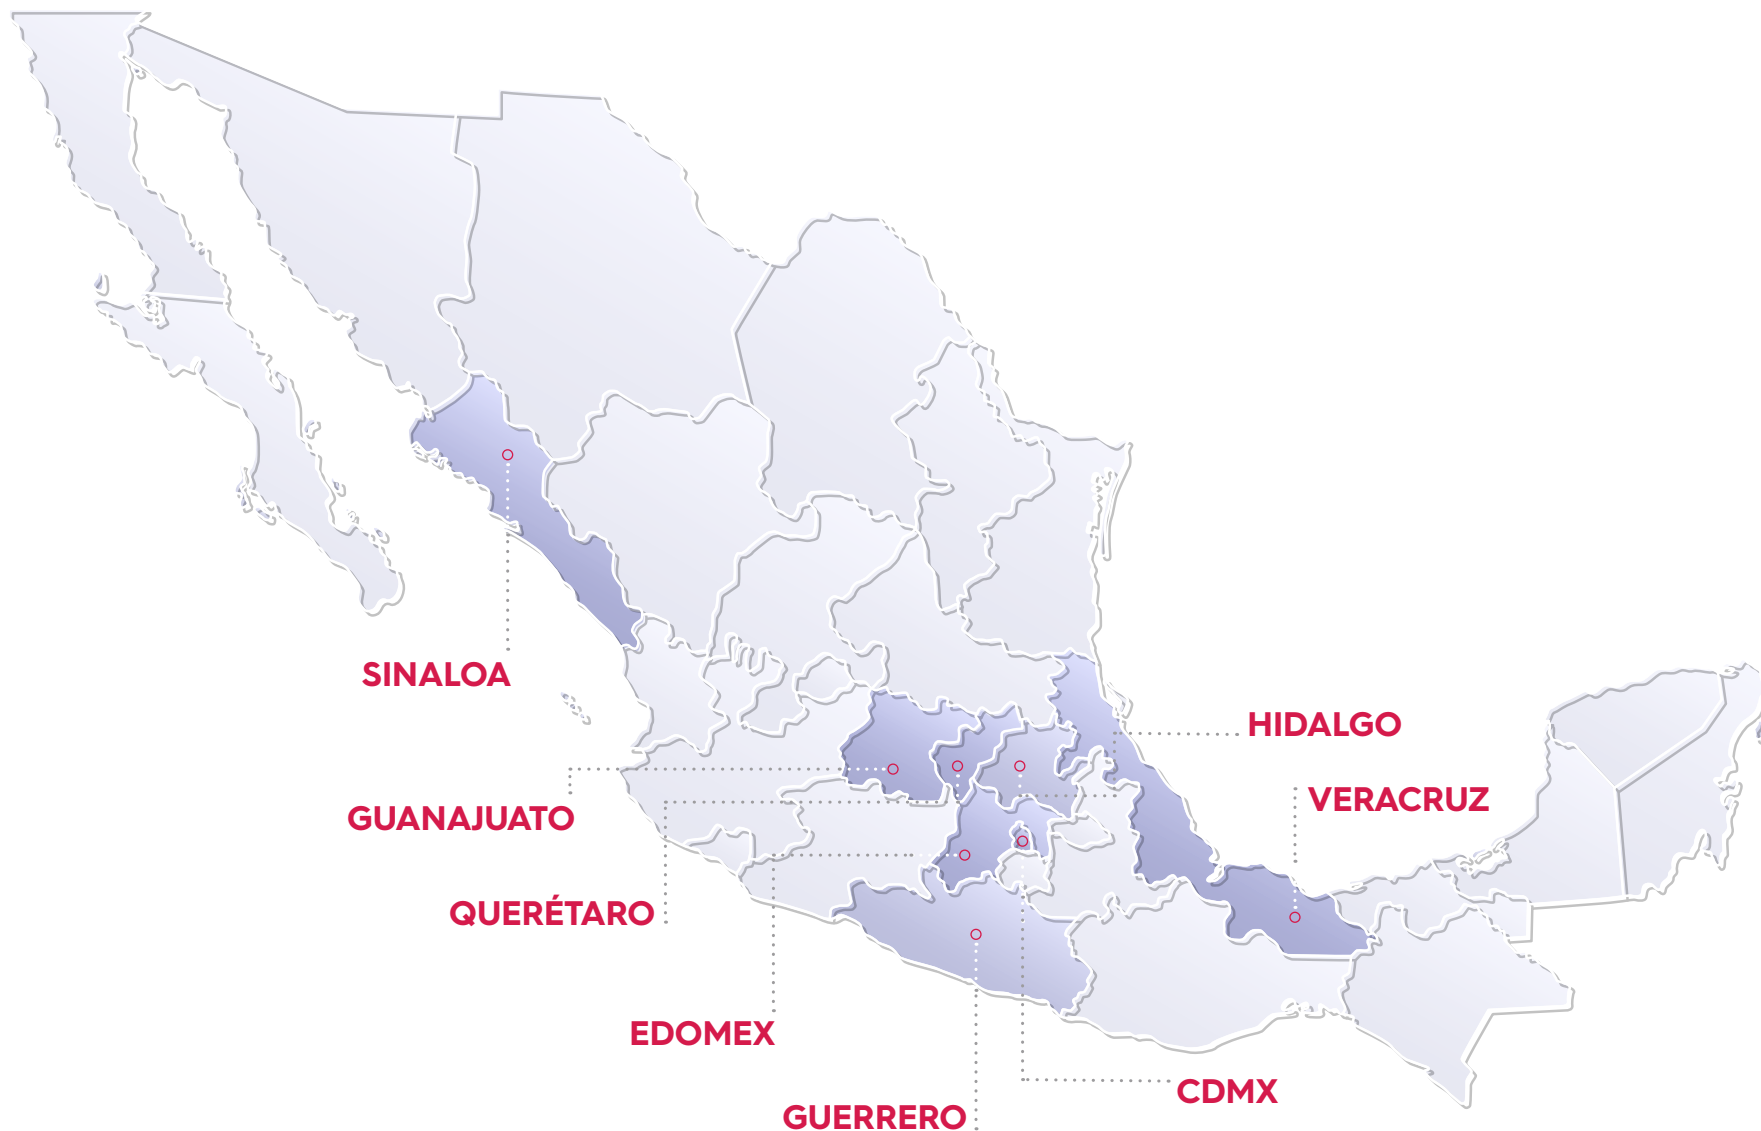 SINALOA
HIDALGO
VERACRUZ
GUANAJUATO
QUERÉTARO
EDOMEX
CDMX
GUERRERO